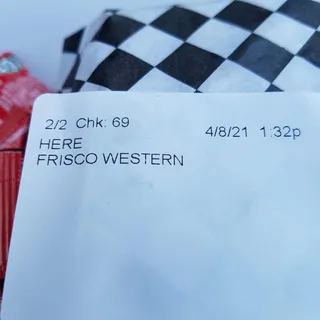 2/2 Chk: 69 4/8/21 1:32p
HERE
FRISCO WESTERN